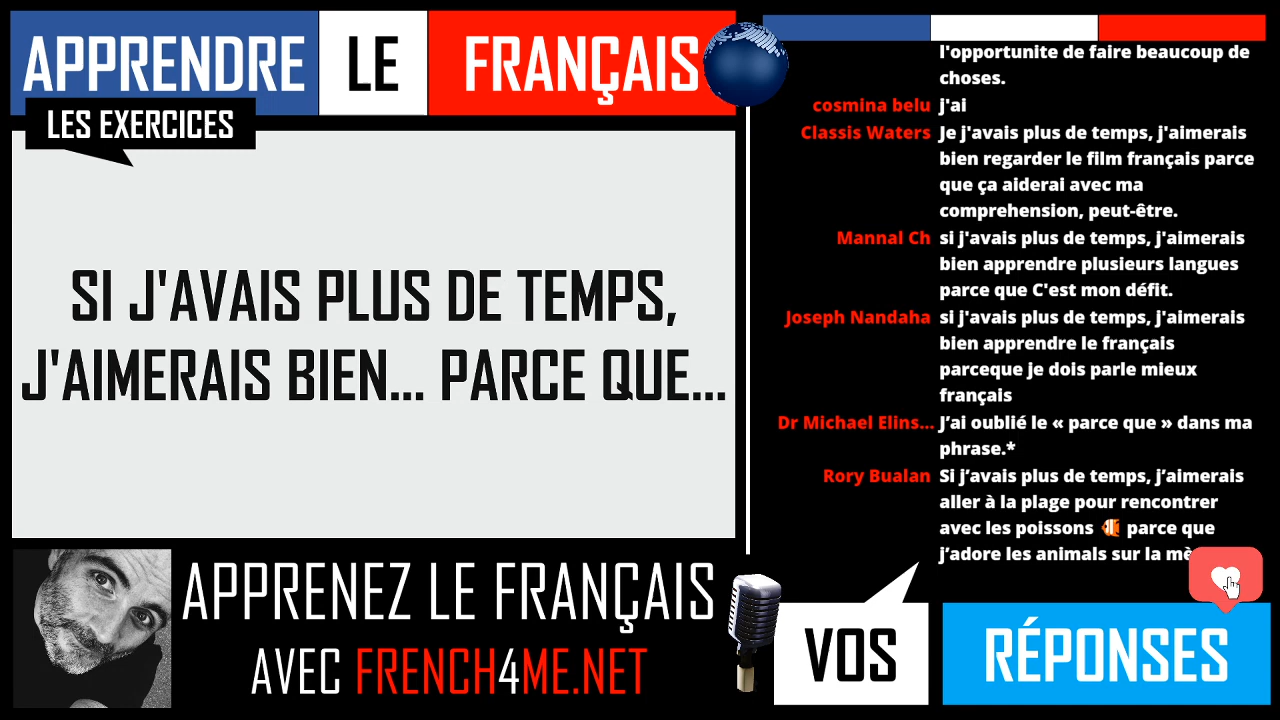 APPRENDRE LE FRANÇAIS
LES EXERCICES
SI J'AVAIS PLUS DE TEMPS,
J'AIMERAIS BIEN... PARCE QUE...
APPRENEZ LE FRANÇAIS
AVEC FRENCH4ME.NET
l'opportunite de faire beaucoup de
choses.
cosmina belu j'ai
Classis Waters Je j'avais plus de temps, j'aimerais
bien regarder le film français parce
que ça aiderai avec ma
comprehension, peut-être.
Mannal Ch si j'avais plus de temps, j'aimerais
bien apprendre plusieurs langues
parce que C'est mon défit.
Joseph Nandaha si j'avais plus de temps, j'aimerais
bien apprendre le français
parceque je dois parle mieux
français
Dr Michael Elins... J’ai oublié le « parce que » dans ma
phrase.*
Rory Bualan Si j’avais plus de temps, j’aimerais
aller à la plage pour rencontrer
avec les poissons 🐠 parce que
j’adore les animals sur la
VOS RÉPONSES